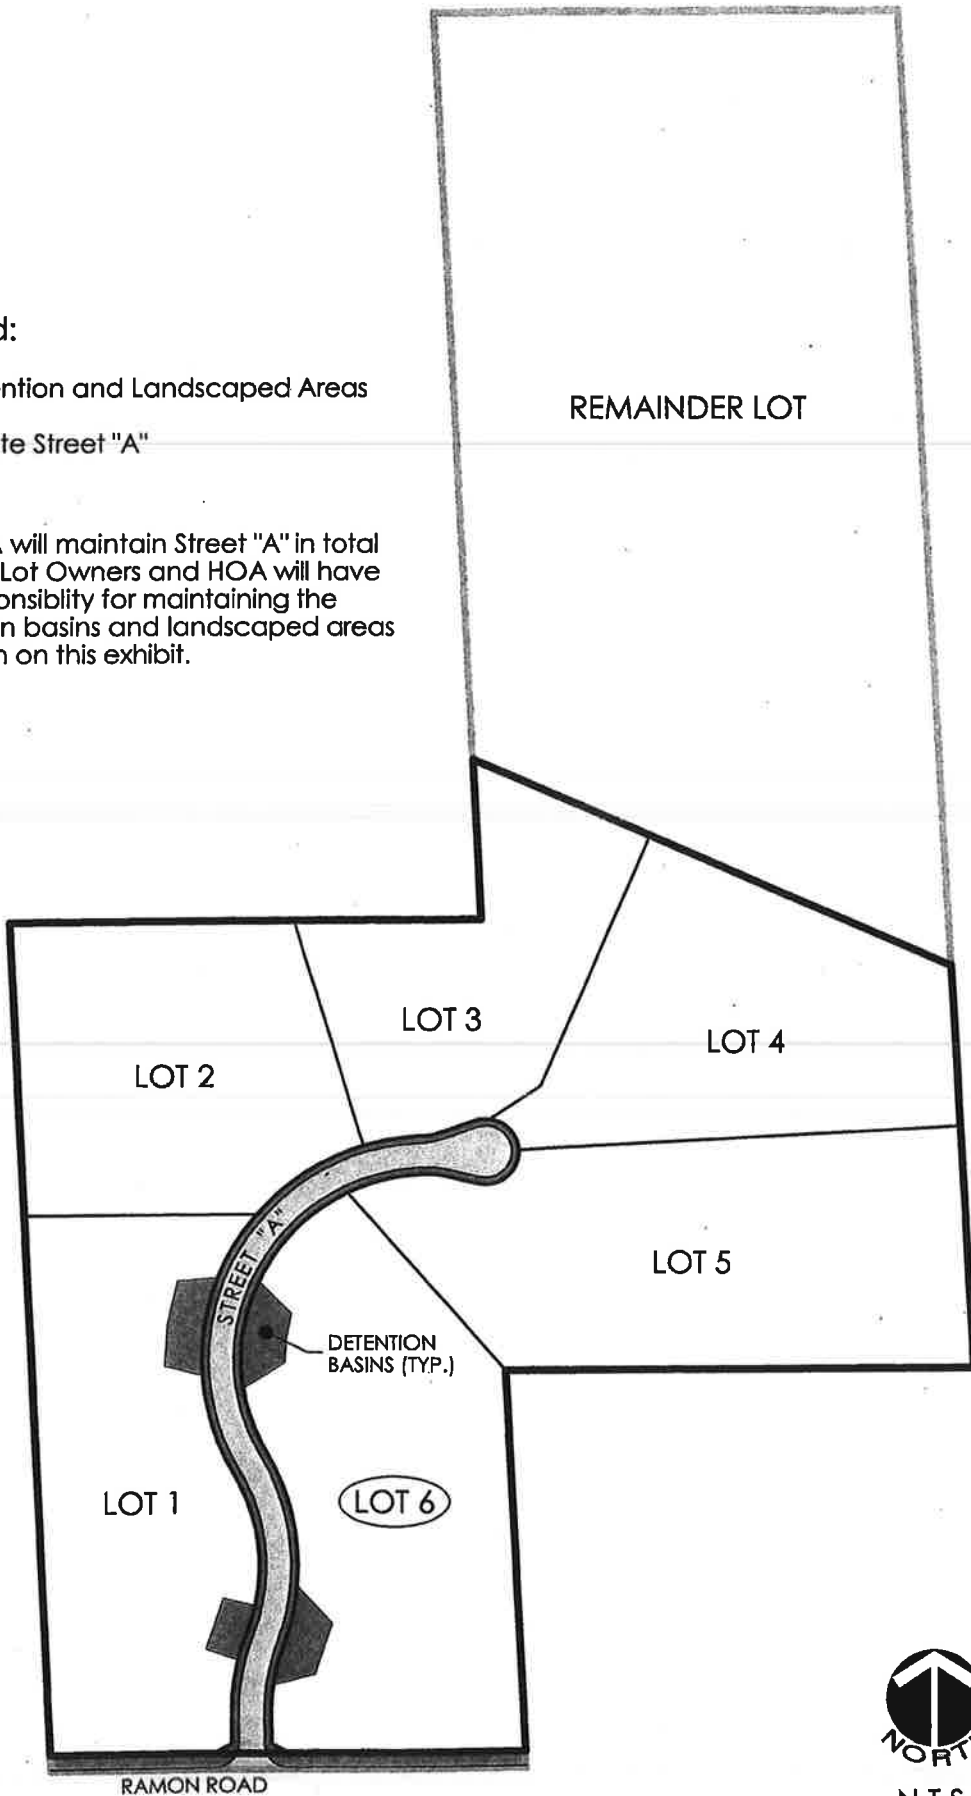 d:
ntion and Landscaped Areas
te Street "A"
A will maintain Street "A" in total
Lot Owners and HOA will have
onsiblity for maintaining the
n basins and landscaped areas
n on this exhibit.
REMAINDER LOT
LOT 3
LOT 4
LOT 2
STREET "A"
LOT 5
DETENTION
BASINS (TYP.)
LOT 1
LOT 6
NORT
N.T.S.
RAMON ROAD